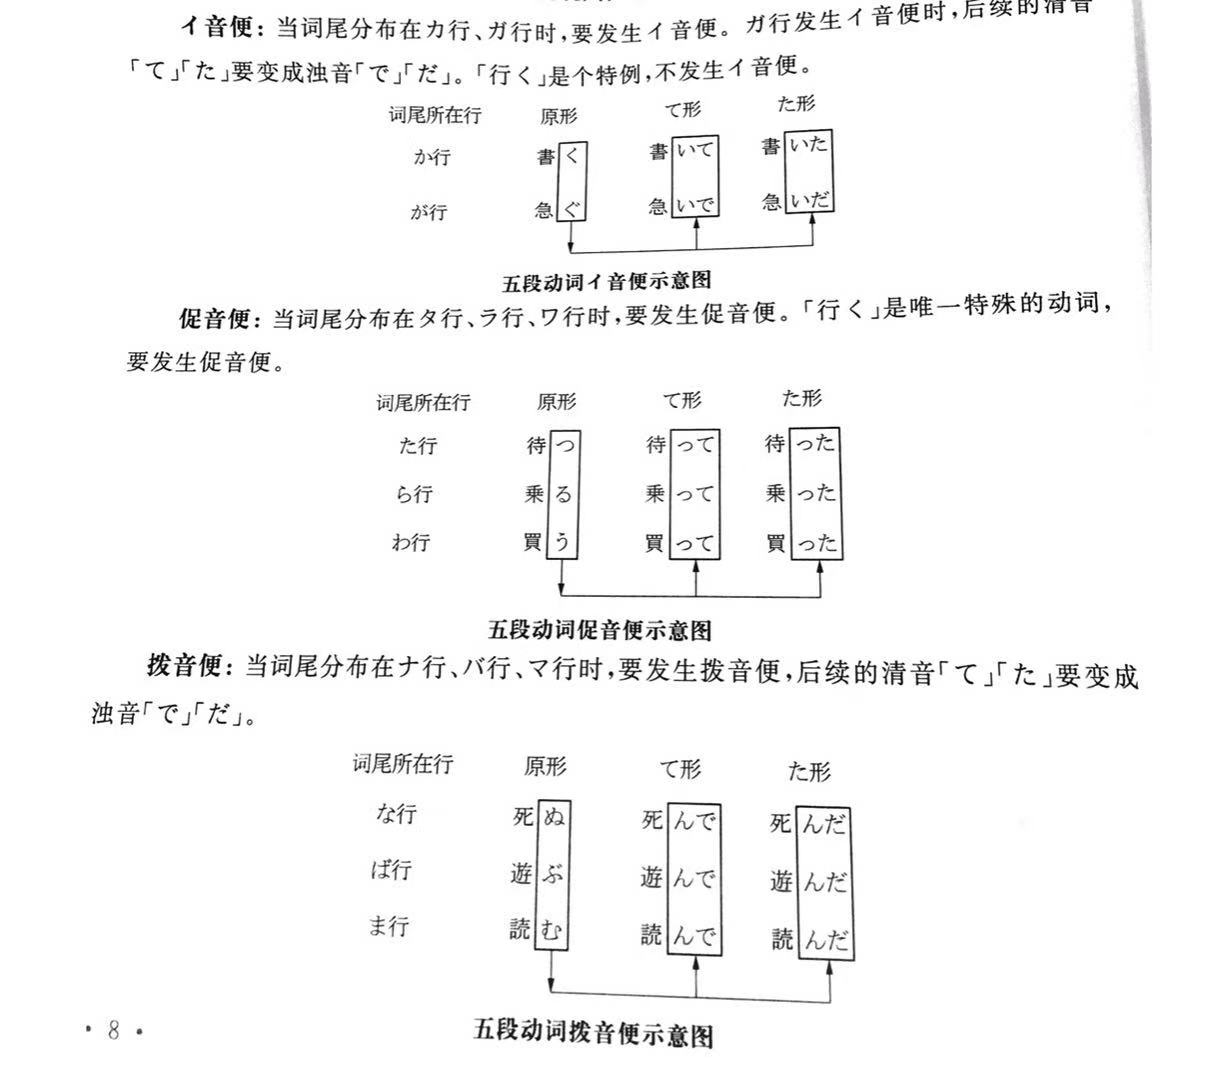 イ音便：当词尾分布在カ行、ガ行时，要发生イ音便。ガ行发生イ音便时，后续的清音
「て」「た」要变成浊音「で」「だ」。「行く」是个特例，不发生イ音便。
词尾所在行 原形 て形 た形
か行 書く 書いて 書いた
が行 急ぐ 急いで 急いだ
五段动词イ音便示意图
促音便：当词尾分布在タ行、ラ行、ワ行时，要发生促音便。「行く」是唯一特殊的动词，
要发生促音便。
词尾所在行 原形 て形 た形
た行 待つ 待って 待った
ら行 乗る 乗って 乗った
わ行 買う 買って 買った
五段动词促音便示意图
拨音便：当词尾分布在ナ行、バ行、マ行时，要发生拨音便，后续的清音「て」「た」要变成
浊音「で」「だ」。
词尾所在行 原形 て形 た形
な行 死ぬ 死んで 死んだ
ば行 遊ぶ 遊んで 遊んだ
ま行 読む 読んで 読んだ
五段动词拨音便示意图
·8·